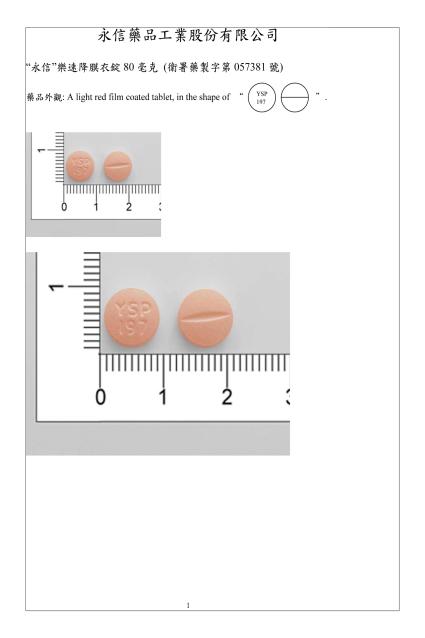 永信藥品工業股份有限公司
“永信”樂速降膜衣錠 80 毫克 (衛署藥製字第 057381 號)
藥品外觀: A light red film coated tablet, in the shape of “ YSP 197 ” .
YSP
197
1
0 1 2
YSP
197
1
0 1 2
1